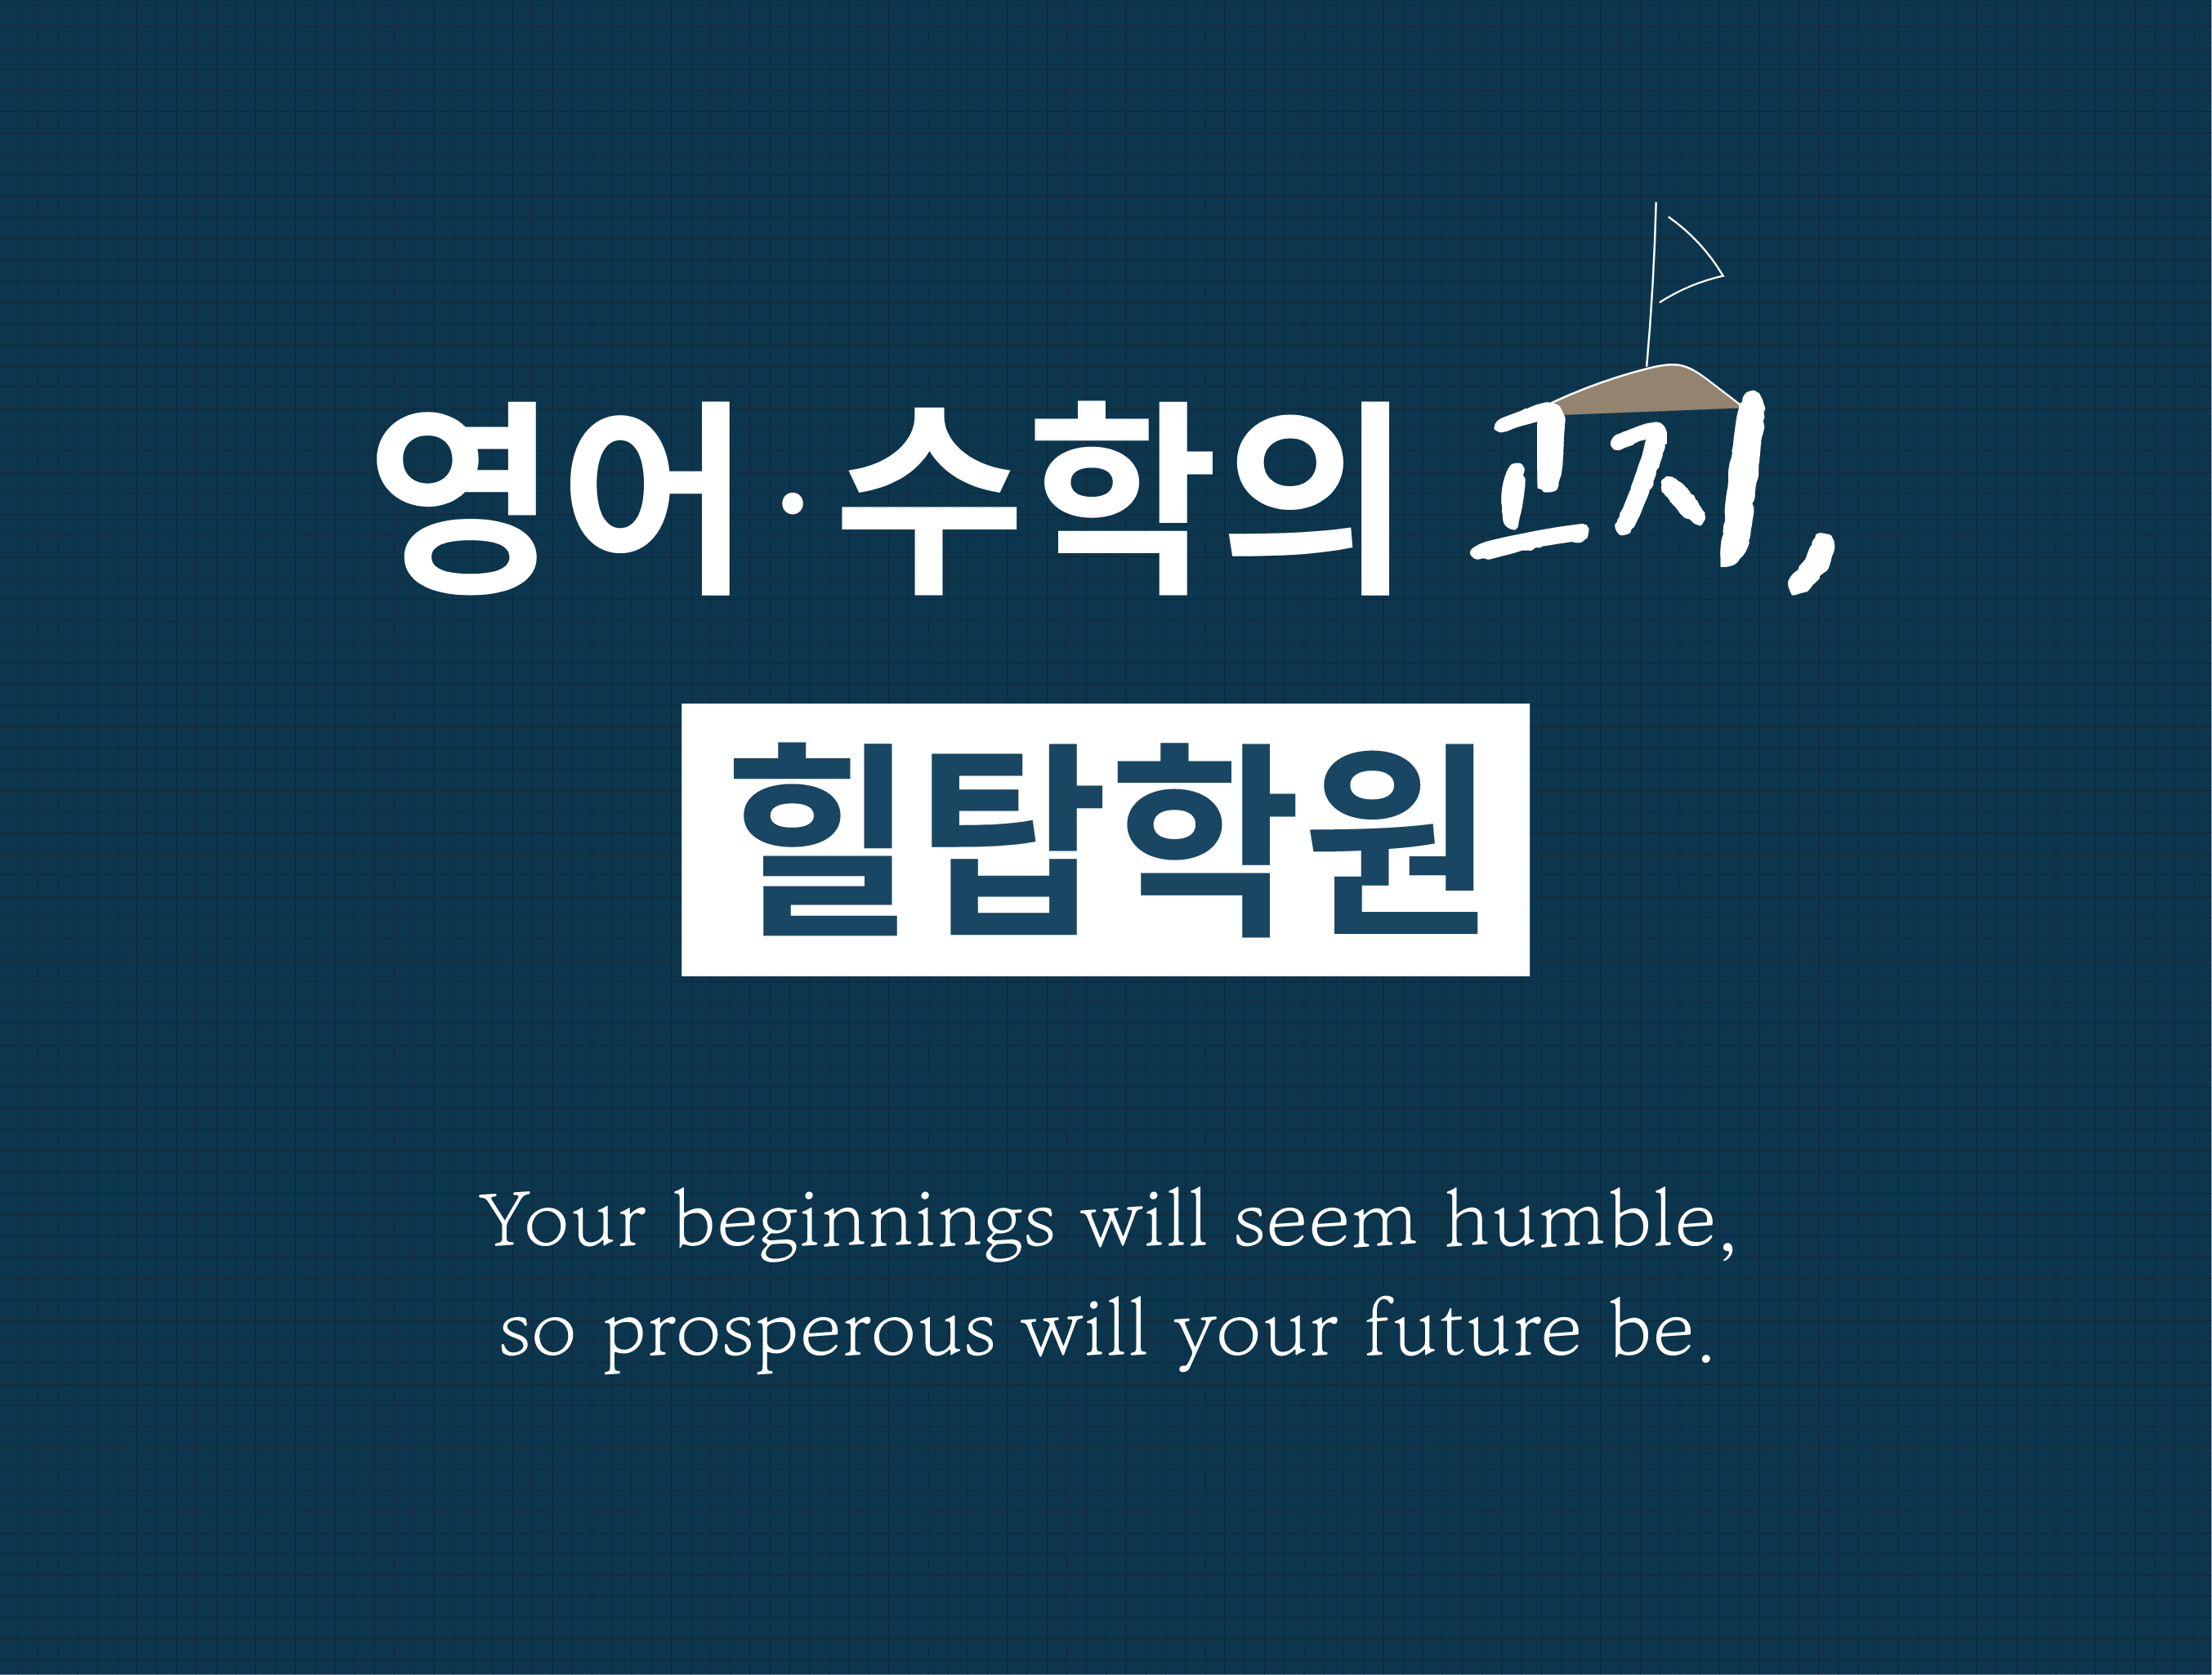 영어·수학의 고지,
힐탑학원
Your beginnings will seem humble,
so prosperous will your future be.